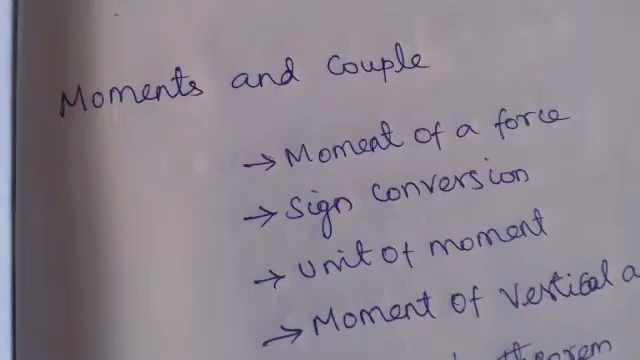 Moments and couple
→ Moment of a force
→ Sign conversion
→ Unit of moment
→ Moment of vertical
theorem